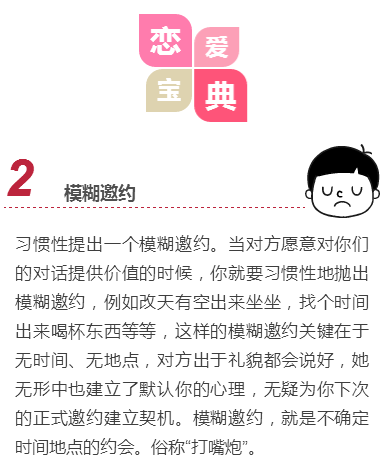 恋爱
宝典
2
模糊邀约
习惯性提出一个模糊邀约。当对方愿意对你们
的对话提供价值的时候，你就要习惯性地抛出
模糊邀约，例如改天有空出来坐坐，找个时间
出来喝杯东西等等，这样的模糊邀约关键在于
无时间、无地点，对方出于礼貌都会说好，她
无形中也建立了默认你的心理，无疑为你下次
的正式邀约建立契机。模糊邀约，就是不确定
时间地点的约会。俗称“打嘴炮”。